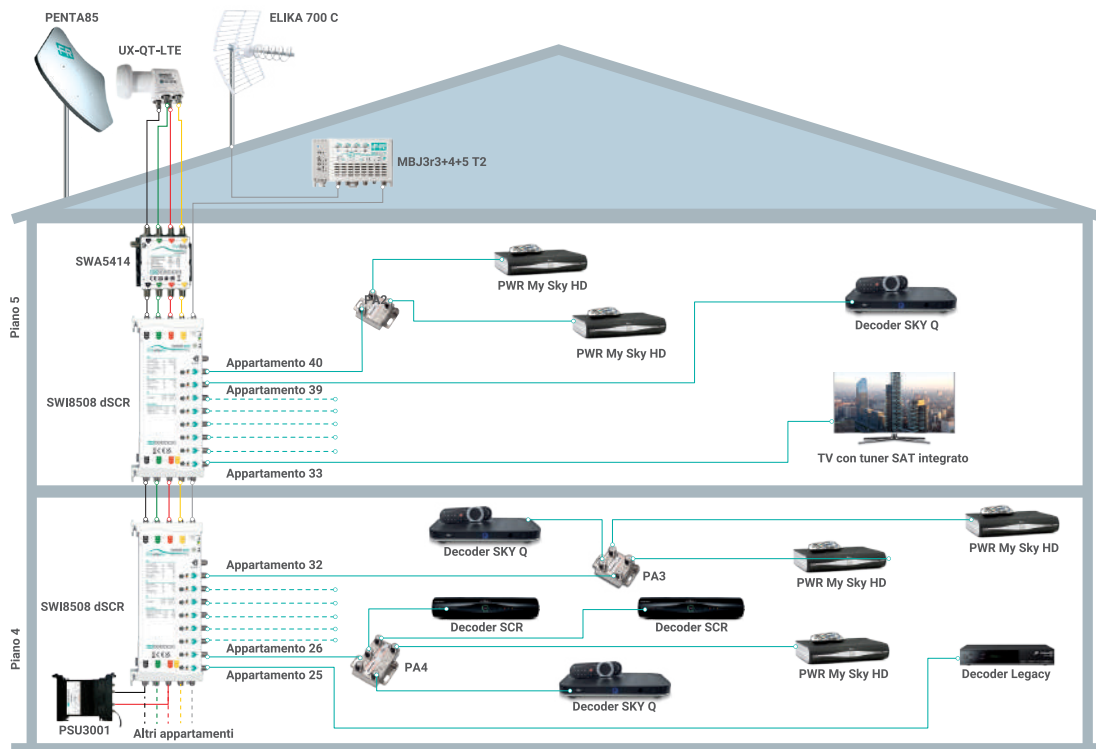 PENTA85
ELIKA 700 C
UX-QT-LTE
MBJ3r3+4+5 T2
SWA5414
Piano 5
PWR My Sky HD
PWR My Sky HD
Decoder SKY Q
Appartamento 40
Appartamento 39
SWI8508 dSCR
TV con tuner SAT integrato
Appartamento 33
Decoder SKY Q
PWR My Sky HD
Appartamento 32
PA3
PWR My Sky HD
SWI8508 dSCR
Piano 4
Decoder SCR
Decoder SCR
Appartamento 26
PA4
PWR My Sky HD
Decoder Legacy
Appartamento 25
Decoder SKY Q
PSU3001
Altri appartamenti